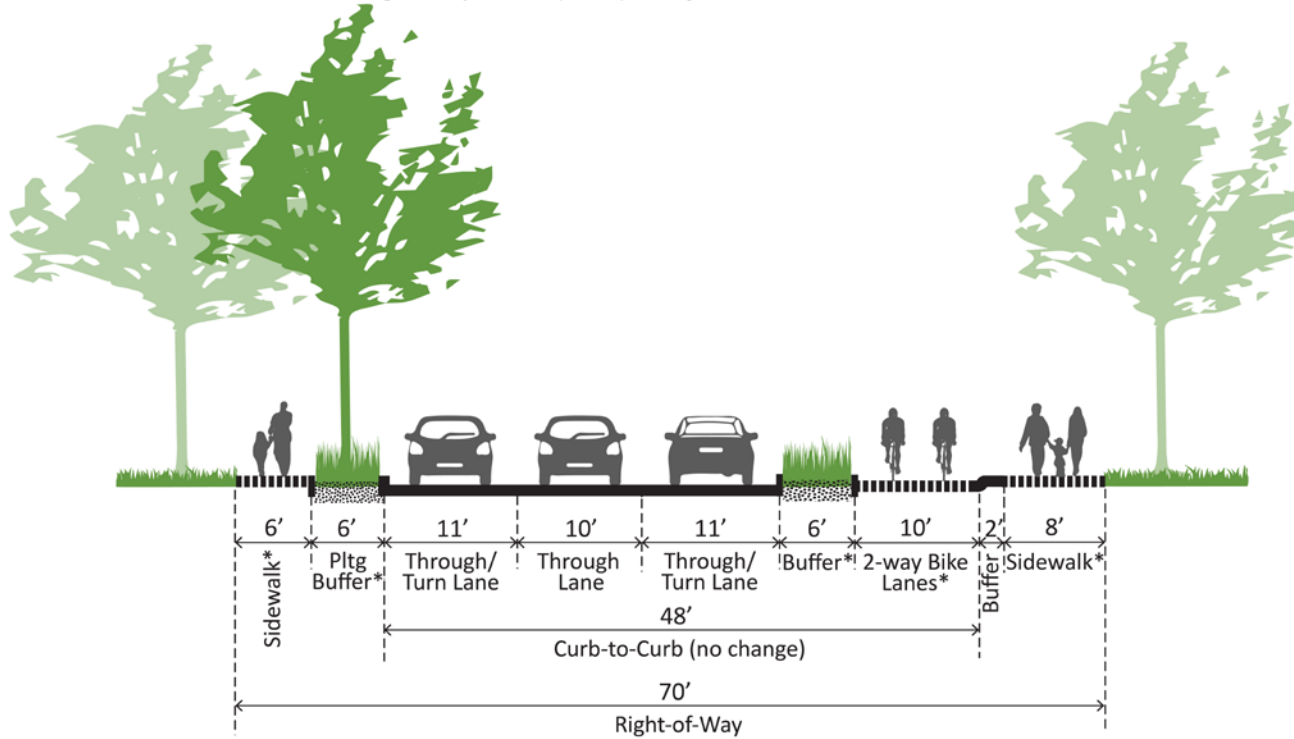 6’ 6’ 11’ 10’ 11’ 6’ 10’ 2’ 8’
Sidewalk*
Pltg
Buffer*
Through/
Turn Lane
Through
Lane
Through/
Turn Lane
Buffer*
2-way Bike
Lanes*
Buffer
Sidewalk*
48’
Curb-to-Curb (no change)
70’
Right-of-Way